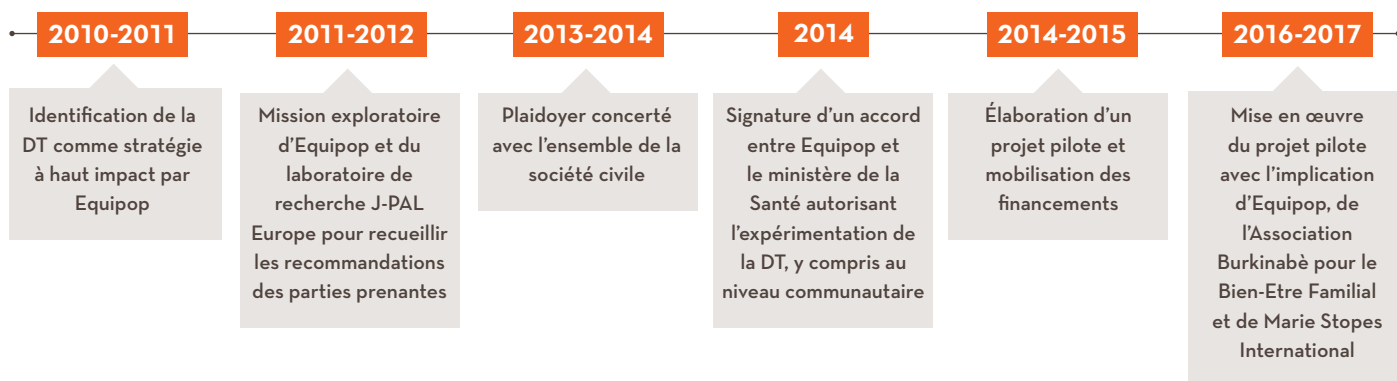 2010-2011
Identification de la
DT comme stratégie
à haut impact par
Equipop
2011-2012
Mission exploratoire
d'Equipop et du
laboratoire de
recherche J-PAL
Europe pour recueillir
les recommandations
des parties prenantes
2013-2014
Plaidoyer concerté
avec l'ensemble de la
société civile
2014
Signature d'un accord
entre Equipop et
le ministère de la
Santé autorisant
l'expérimentation de
la DT, y compris au
niveau communautaire
2014-2015
Élaboration d'un
projet pilote et
mobilisation des
financements
2016-2017
Mise en œuvre
du projet pilote
avec l'implication
d'Equipop, de
l'Association
Burkinabè pour le
Bien-Etre Familial
et de Marie Stopes
International